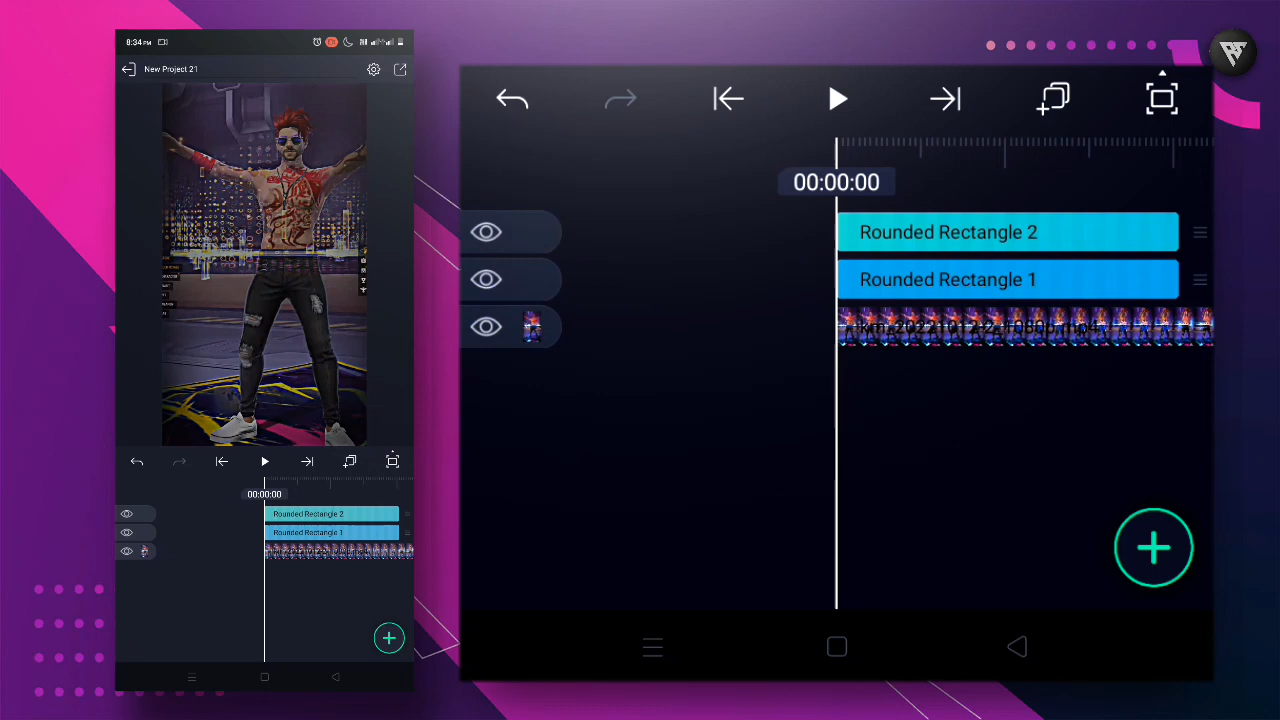 8:34 PM
New Project 21
00:00:00
Rounded Rectangle 2
Rounded Rectangle 1
00:00:00
Rounded Rectangle 2
Rounded Rectangle 1